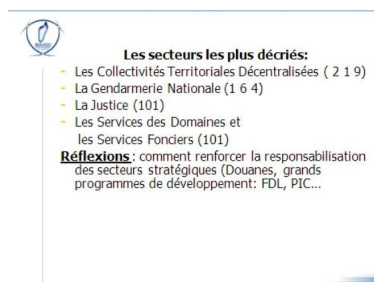 Les secteurs les plus décriés:
- Les Collectivités Territoriales Décentralisées ( 2 1 9)
- La Gendarmerie Nationale (1 6 4)
- La Justice (101)
- Les Services des Domaines et
les Services Fonciers (101)
Réflexions : comment renforcer la responsabilisation
des secteurs stratégiques (Douanes, grands
programmes de développement: FDL, PIC...